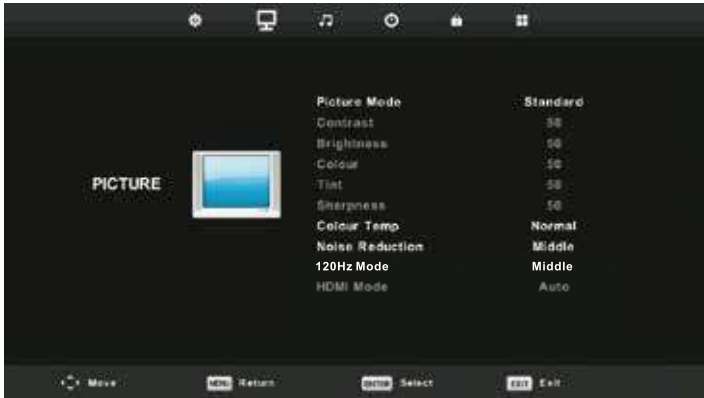 Picture Mode Standard
Contrast 50
Brightness 50
Colour 50
PICTURE
Tint 50
Sharpness 50
Colour Temp Normal
Noise Reduction Middle
120Hz Mode Middle
HDMI Mode Auto
Move MENU Return ENTER Select EXIT Exit